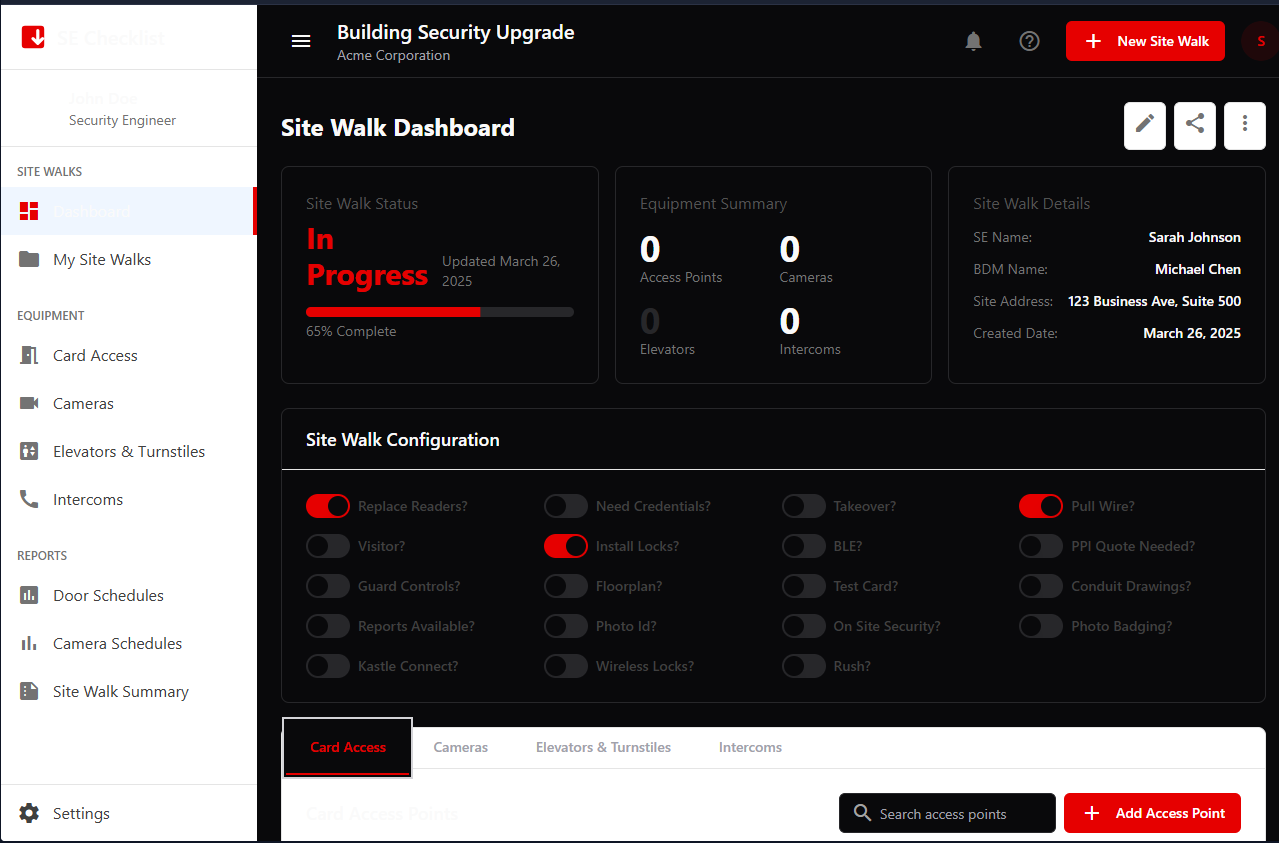 SE Checklist
John Doe
Security Engineer
SITE WALKS
Dashboard
My Site Walks
EQUIPMENT
Card Access
Cameras
Elevators & Turnstiles
Intercoms
REPORTS
Door Schedules
Camera Schedules
Site Walk Summary
Settings
Building Security Upgrade
Acme Corporation
New Site Walk
S
Site Walk Dashboard
Site Walk Status
In Progress
Updated March 26, 2025
65% Complete
Equipment Summary
0 0
Access Points Cameras
0 0
Elevators Intercoms
Site Walk Details
SE Name: Sarah Johnson
BDM Name: Michael Chen
Site Address: 123 Business Ave, Suite 500
Created Date: March 26, 2025
Site Walk Configuration
Replace Readers? Need Credentials? Takeover? Pull Wire?
Visitor? Install Locks? BLE? PPI Quote Needed?
Guard Controls? Floorplan? Test Card? Conduit Drawings?
Reports Available? Photo Id? On Site Security? Photo Badging?
Kastle Connect? Wireless Locks? Rush?
Card Access Cameras Elevators & Turnstiles Intercoms
Card Access Points Search access points Add Access Point